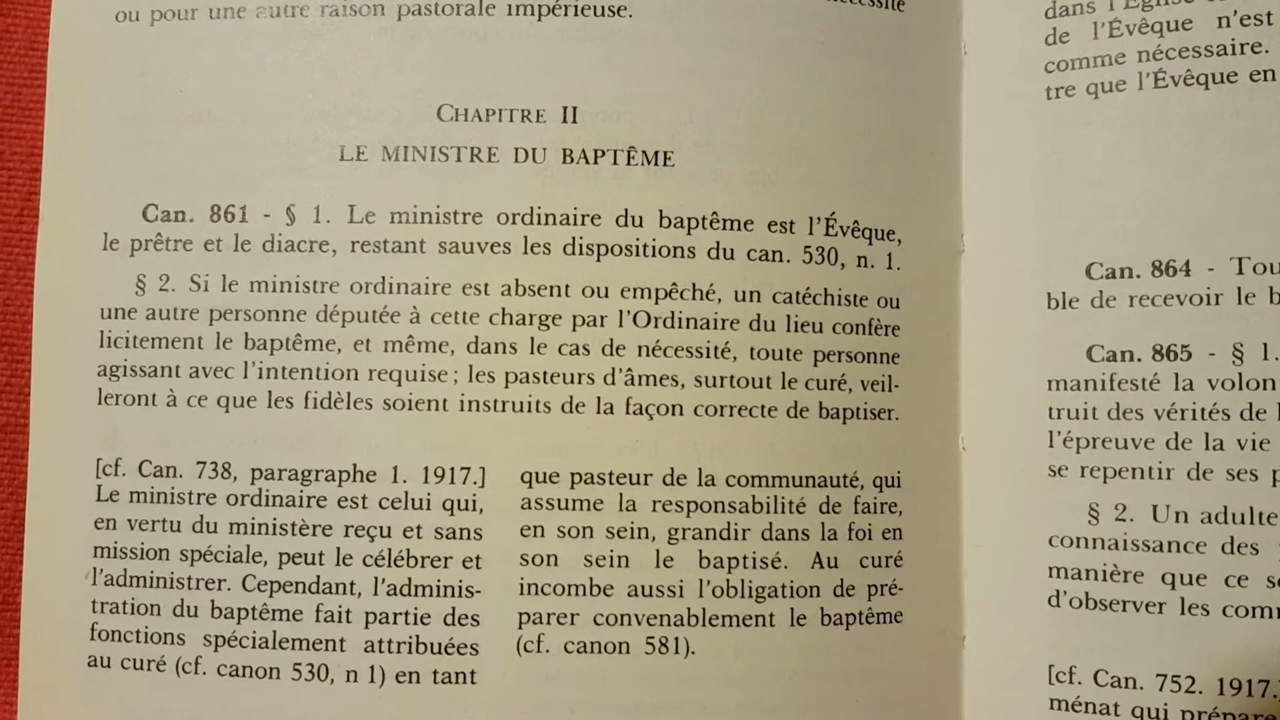 ou pour une autre raison pastorale impérieuse.
CHAPITRE II
LE MINISTRE DU BAPTÊME
Can. 861 - § 1. Le ministre ordinaire du baptême est l'Évêque,
le prêtre et le diacre, restant sauves les dispositions du can. 530, n. 1.
§ 2. Si le ministre ordinaire est absent ou empêché, un catéchiste ou
une autre personne députée à cette charge par l'Ordinaire du lieu confère
licitement le baptême, et même, dans le cas de nécessité, toute personne
agissant avec l'intention requise ; les pasteurs d'âmes, surtout le curé, veil-
leront à ce que les fidèles soient instruits de la façon correcte de baptiser.
[cf. Can. 738, paragraphe 1. 1917.]
Le ministre ordinaire est celui qui,
en vertu du ministère reçu et sans
mission spéciale, peut le célébrer et
l'administrer. Cependant, l'adminis-
tration du baptême fait partie des
fonctions spécialement attribuées
au curé (cf. canon 530, n 1) en tant
que pasteur de la communauté, qui
assume la responsabilité de faire,
en son sein, grandir dans la foi en
son sein le baptisé. Au curé
incombe aussi l'obligation de pré-
parer convenablement le baptême
(cf. canon 581).
dans l'Église
de l'Évêque n'est
comme nécessaire.
tre que l'Évêque en
Can. 864 - Tou
ble de recevoir le b
Can. 865 - § 1.
manifesté la volon
truit des vérités de l
l'épreuve de la vie
se repentir de ses p
§ 2. Un adulte
connaissance des
manière que ce s
d'observer les com
[cf. Can. 752. 1917.
ménat qui prépare